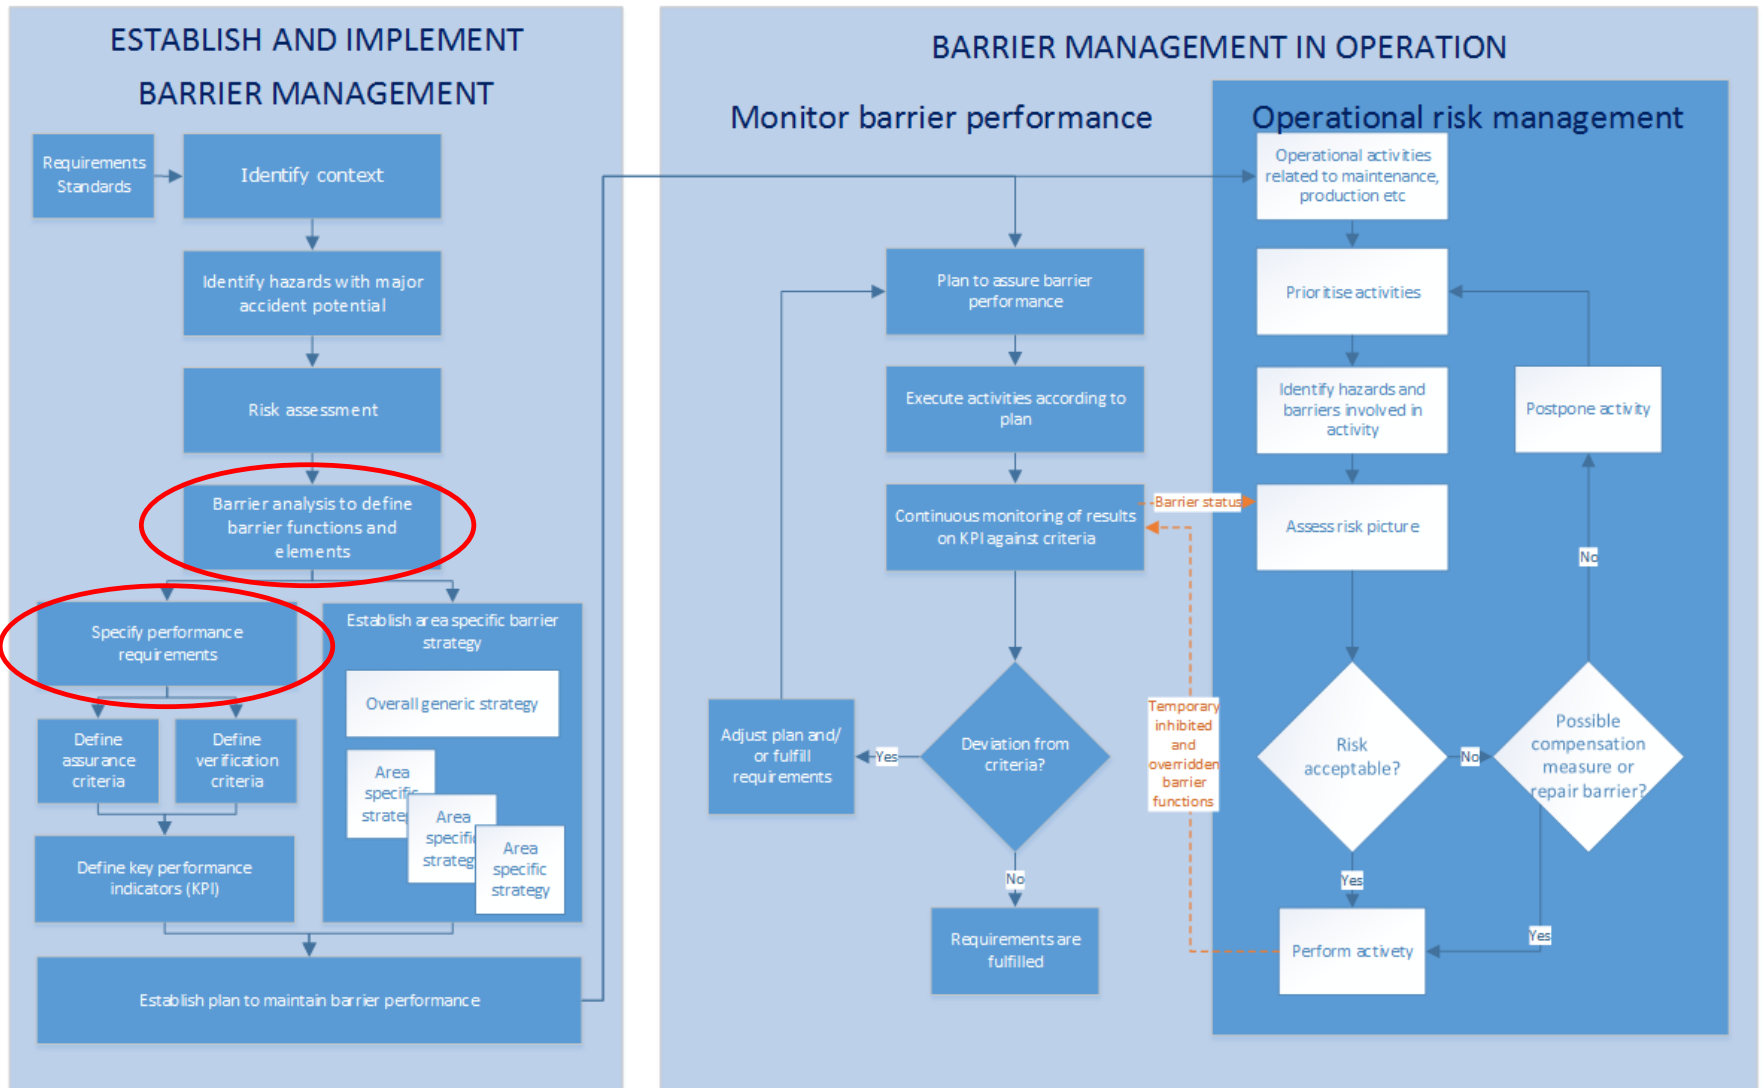 ESTABLISH AND IMPLEMENT
BARRIER MANAGEMENT
Requirements
Standards
Identify context
Identify hazards with major
accident potential
Risk assessment
Barrier analysis to define
barrier functions and
elements
Specify performance
requirements
Establish area specific barrier
strategy
Overall generic strategy
Area
specific
Area
specific
Area
specific
strategy
Define
assurance
criteria
Define
verification
criteria
Define key performance
indicators (KPI)
Establish plan to maintain barrier performance
BARRIER MANAGEMENT IN OPERATION
Monitor barrier performance
Plan to assure barrier
performance
Execute activities according to
plan
Continuous monitoring of results
on KPI against criteria
Barrier status
Deviation from
criteria?
Yes
Adjust plan and/
or fulfill
requirements
No
Requirements are
fulfilled
Temporary
inhibited
and
overridden
barrier
functions
Operational risk management
Operational activities
related to maintenance,
production etc
Prioritise activities
Identify hazards and
barriers involved in
activity
Assess risk picture
Risk
acceptable?
No
Possible
compensation
measure or
repair barrier?
No
Postpone activity
Yes
Yes
Perform activety